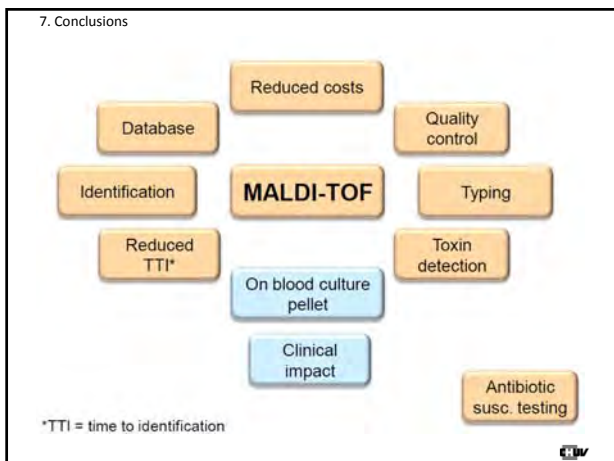 7. Conclusions
Reduced costs
Database
Quality
control
Identification
MALDI-TOF
Typing
Reduced
TTI*
Toxin
detection
On blood culture
pellet
Clinical
impact
Antibiotic
susc. testing
*TTI = time to identification
CHUV